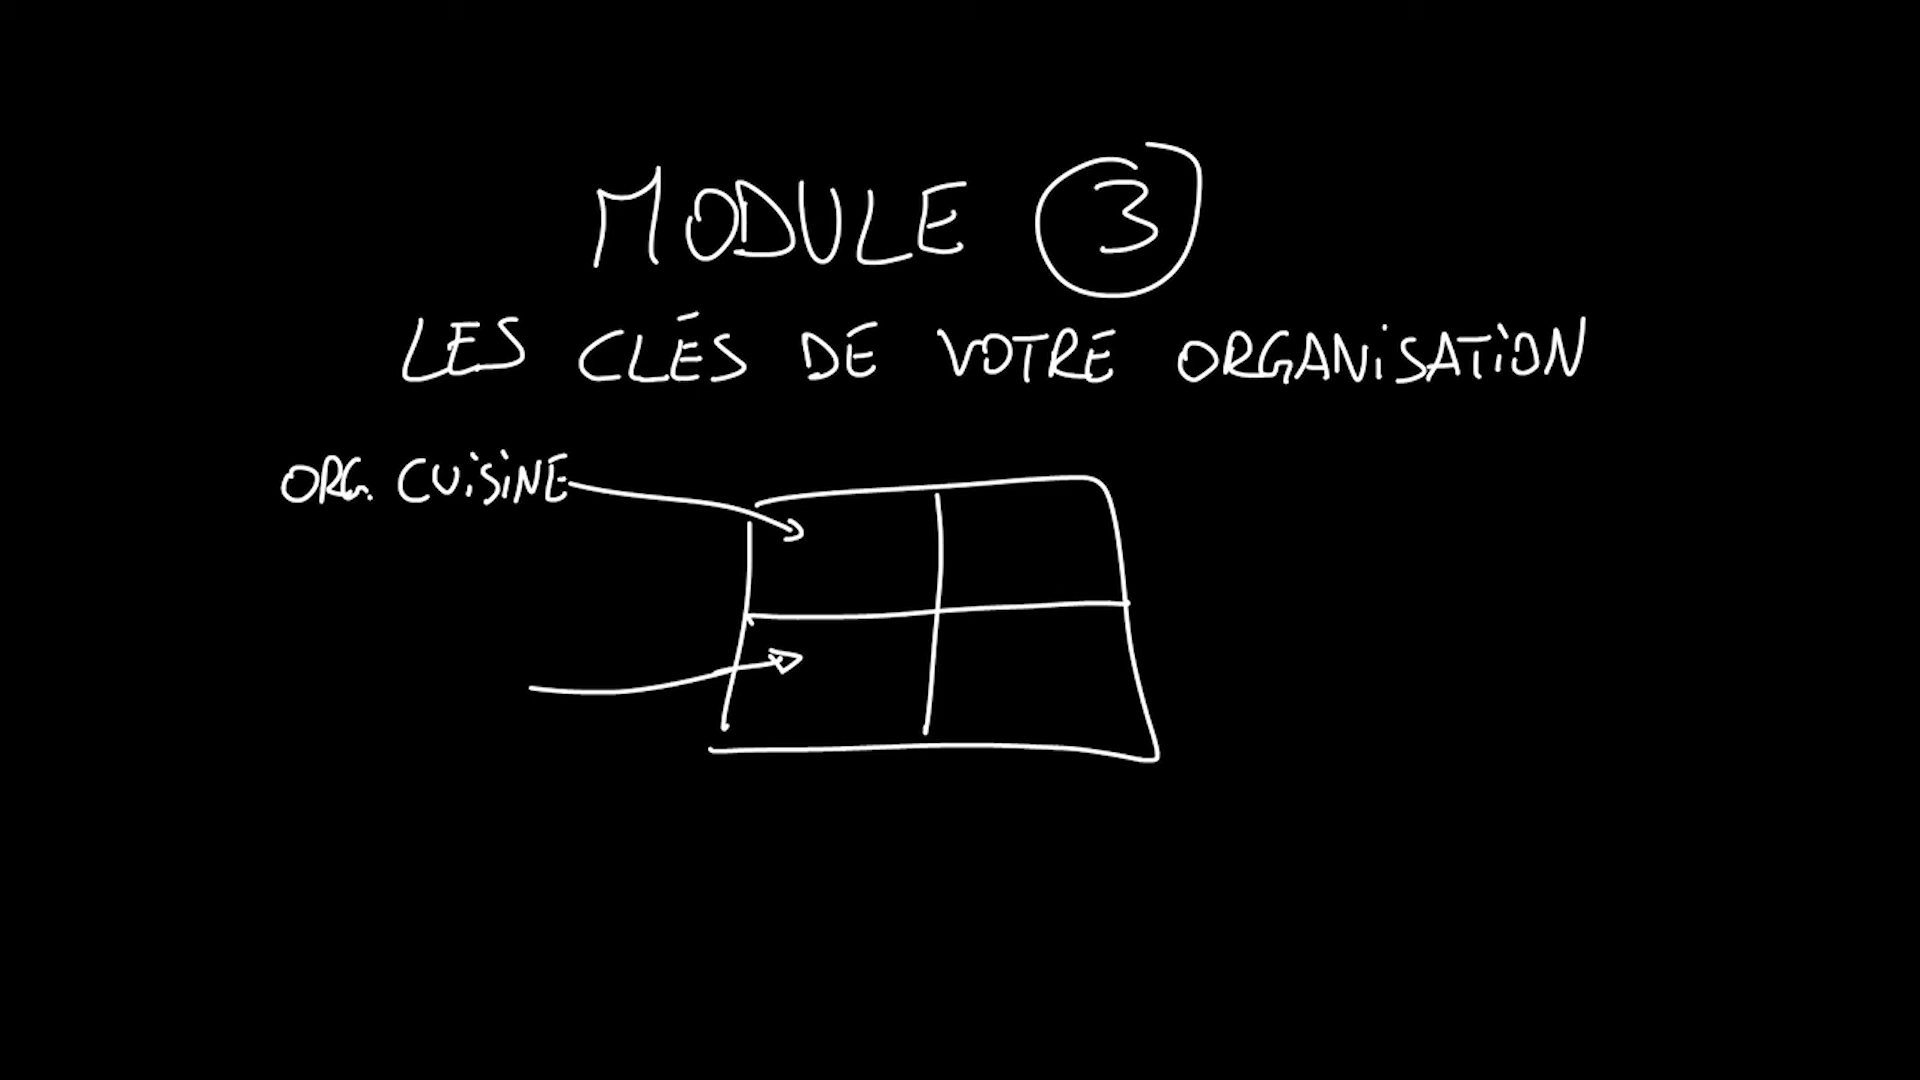 MODULE 3
LES CLÉS DE VOTRE ORGANiSATiON
ORG. CUiSiNE